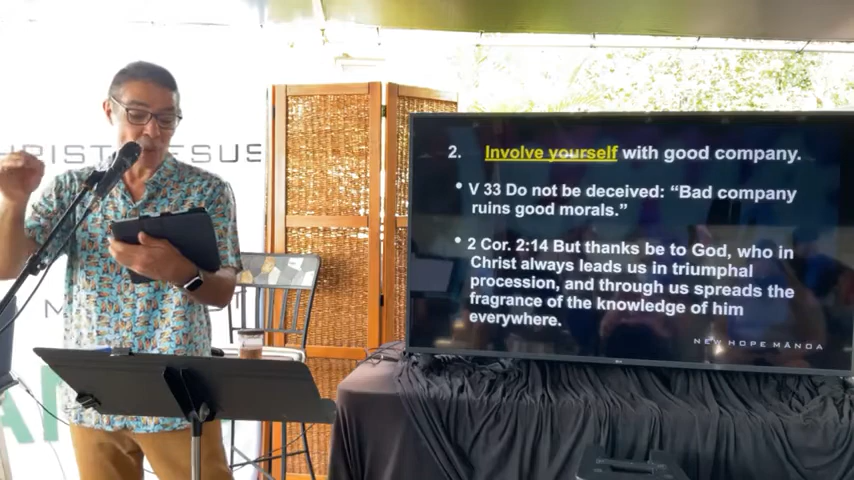 CHRIST JESUS
2. Involve yourself with good company.
• V 33 Do not be deceived: “Bad company
ruins good morals.”
• 2 Cor. 2:14 But thanks be to God, who in
Christ always leads us in triumphal
procession, and through us spreads the
fragrance of the knowledge of him
everywhere.
NEW HOPE MĀNOA